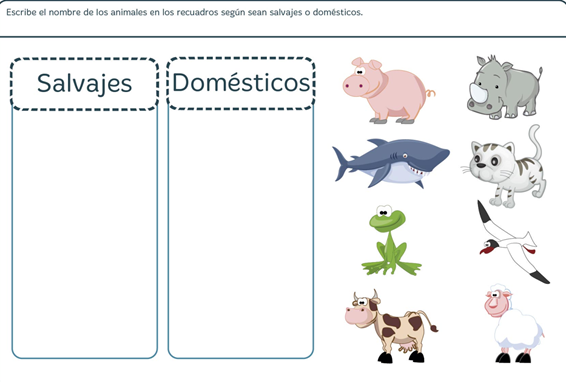 Escribe el nombre de los animales en los recuadros según sean salvajes o domésticos.
Salvajes
Domésticos